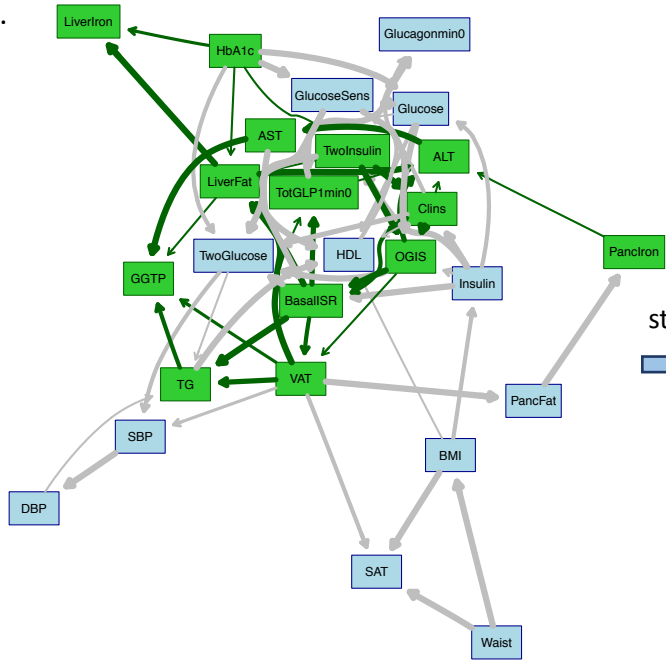 .
LiverIron
HbA1c
Glucagonmin0
GlucoseSens
Glucose
AST
TwoInsulin
ALT
LiverFat
TotGLP1min0
Clins
TwoGlucose
HDL
OGIS
PancIron
GGTP
Insulin
BasalISR
st
TG
VAT
PancFat
SBP
BMI
DBP
SAT
Waist